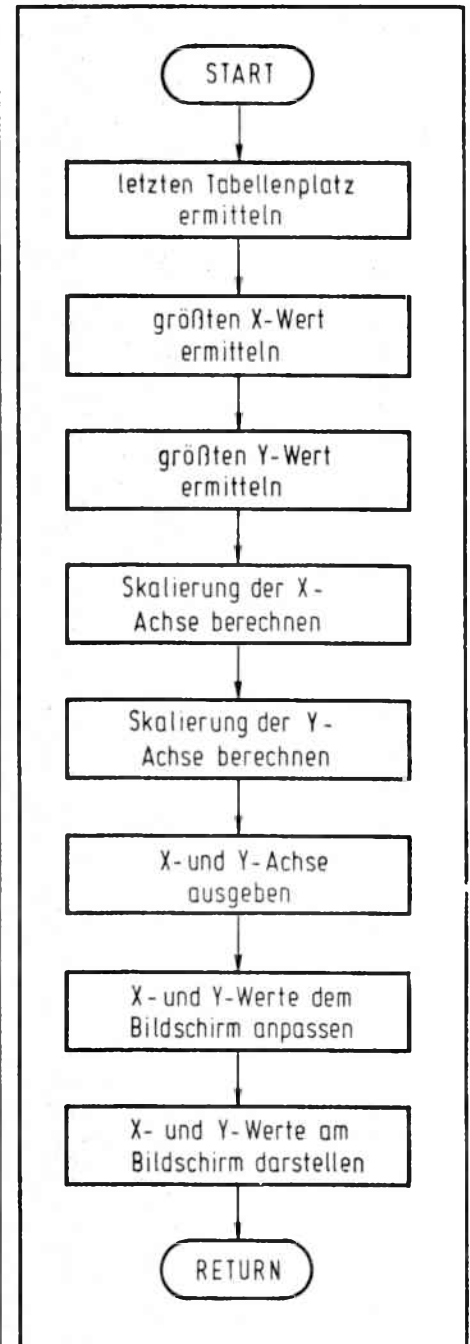 START
letzten Tabellenplatz
ermitteln
größten X-Wert
ermitteln
größten Y-Wert
ermitteln
Skalierung der X-
Achse berechnen
Skalierung der Y-
Achse berechnen
X- und Y-Achse
ausgeben
X- und Y-Werte dem
Bildschirm anpassen
X- und Y-Werte am
Bildschirm darstellen
RETURN